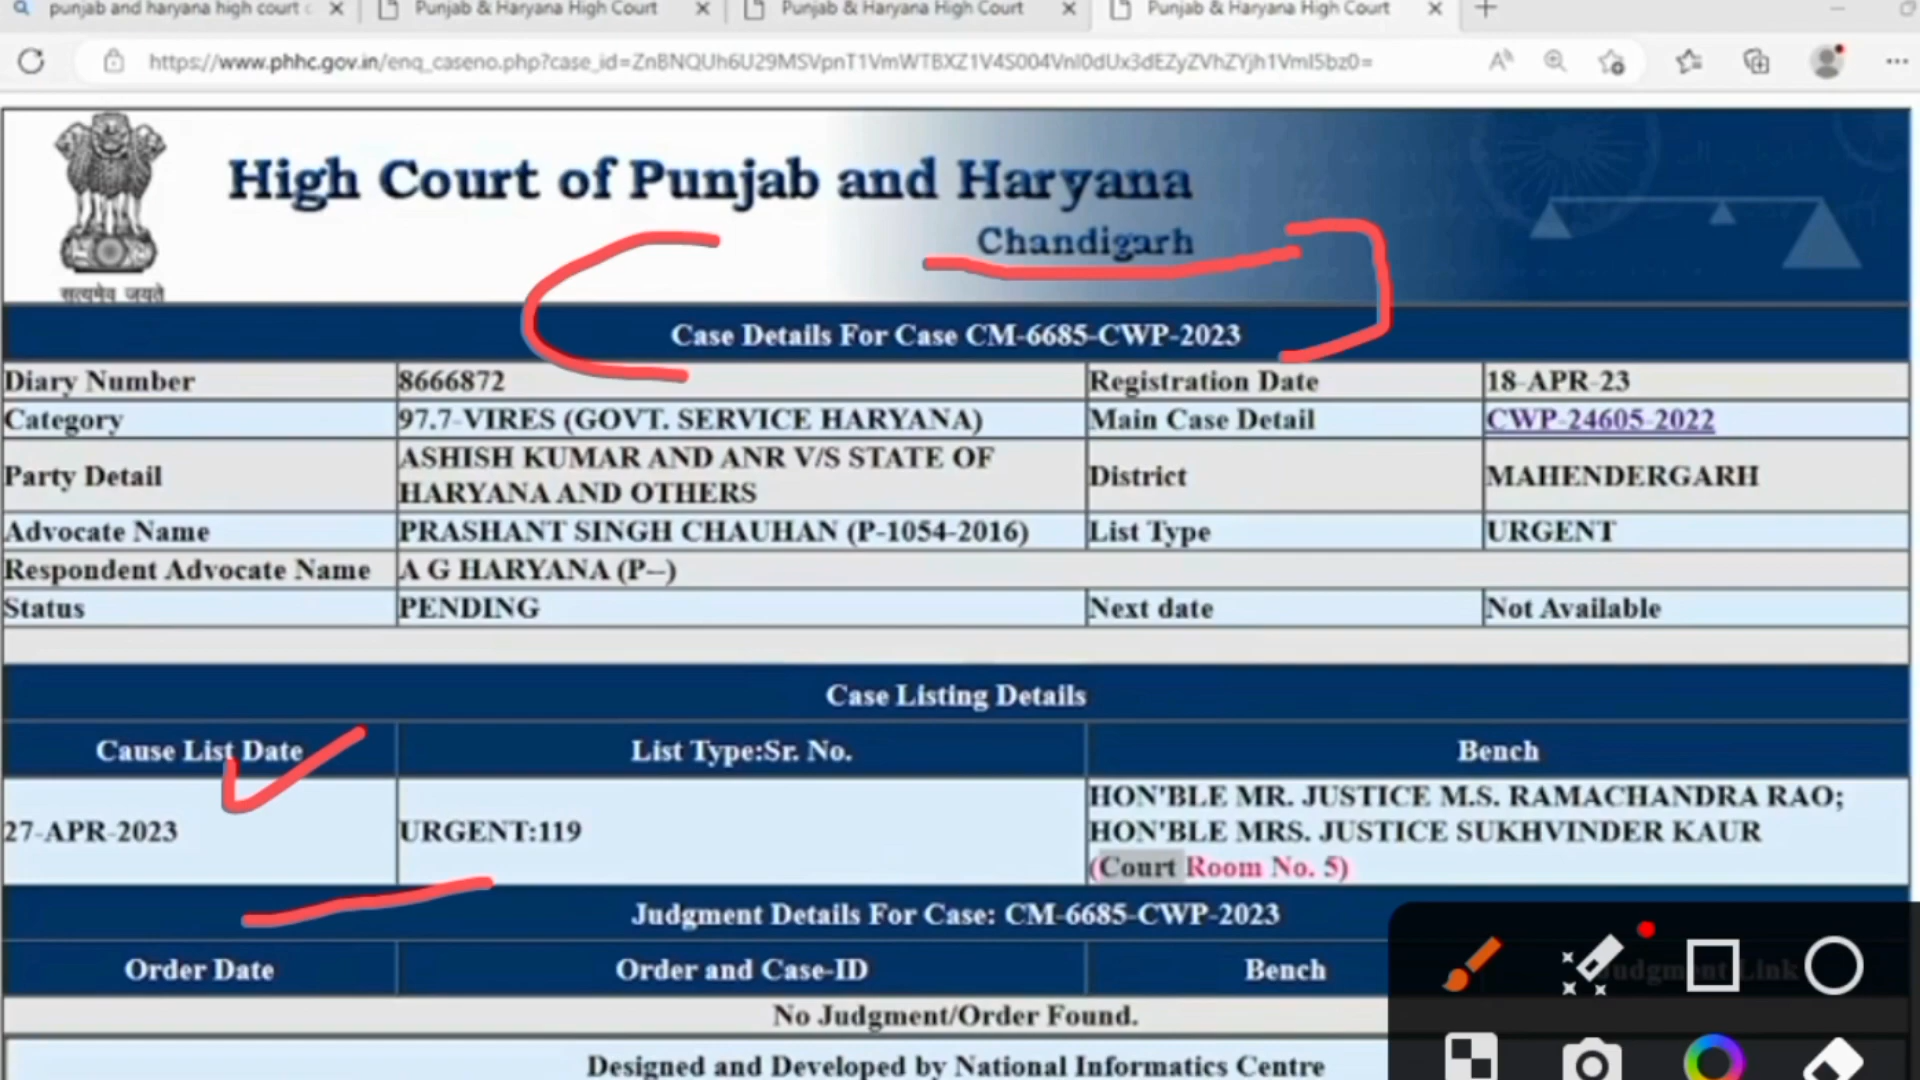 punjab and haryana high court
Punjab & Haryana High Court
Punjab & Haryana High Court
Punjab & Haryana High Court
https://www.phhc.gov.in/enq_caseno.php?case_id=ZnBNQUh6U29MSVpnT1VmWTBXZ1V4S004Vnl0dUx3dEZyZVhZYjh1Vml5bz0=
High Court of Punjab and Haryana
Chandigarh
सत्यमेव जयते
Case Details For Case CM-6685-CWP-2023
Diary Number 8666872 Registration Date 18-APR-23
Category 97.7-VIRES (GOVT. SERVICE HARYANA) Main Case Detail CWP-24605-2022
Party Detail ASHISH KUMAR AND ANR V/S STATE OF HARYANA AND OTHERS District MAHENDERGARH
Advocate Name PRASHANT SINGH CHAUHAN (P-1054-2016) List Type URGENT
Respondent Advocate Name A G HARYANA (P--)
Status PENDING Next date Not Available
Case Listing Details
Cause List Date List Type:Sr. No. Bench
27-APR-2023 URGENT:119 HON'BLE MR. JUSTICE M.S. RAMACHANDRA RAO;
HON'BLE MRS. JUSTICE SUKHVINDER KAUR
(Court Room No. 5)
Judgment Details For Case: CM-6685-CWP-2023
Order Date Order and Case-ID Bench Judgment Link
No Judgment/Order Found.
Designed and Developed by National Informatics Centre